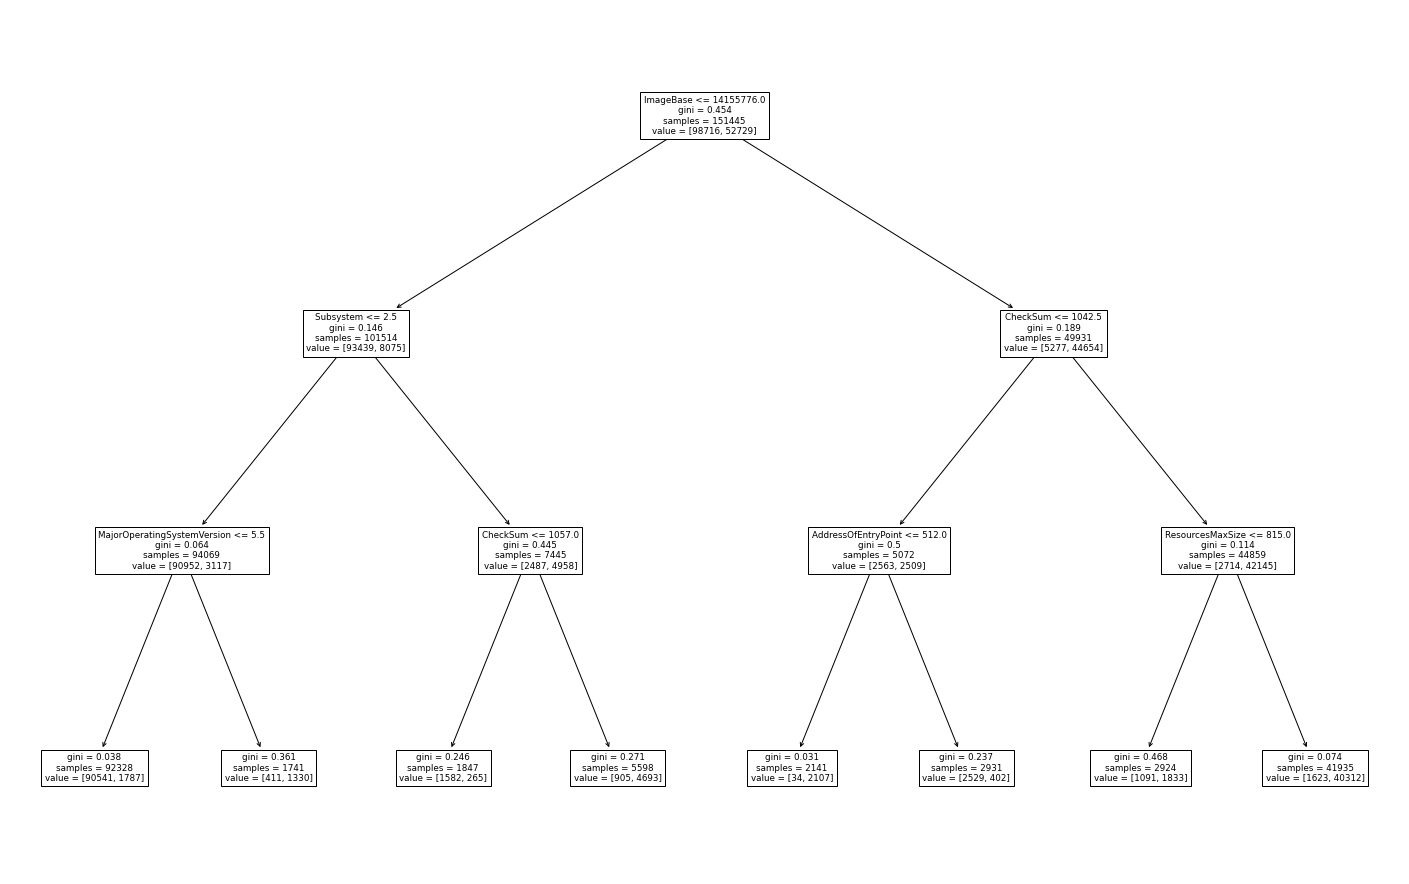 ImageBase <= 14155776.0
gini = 0.454
samples = 151445
value = [98716, 52729]
Subsystem <= 2.5
gini = 0.146
samples = 101514
value = [93439, 8075]
CheckSum <= 1042.5
gini = 0.189
samples = 49931
value = [5277, 44654]
MajorOperatingSystemVersion <= 5.5
gini = 0.064
samples = 94069
value = [90952, 3117]
CheckSum <= 1057.0
gini = 0.445
samples = 7445
value = [2487, 4958]
AddressOfEntryPoint <= 512.0
gini = 0.5
samples = 5072
value = [2563, 2509]
ResourcesMaxSize <= 815.0
gini = 0.114
samples = 44859
value = [2714, 42145]
gini = 0.038
samples = 92328
value = [90541, 1787]
gini = 0.361
samples = 1741
value = [411, 1330]
gini = 0.246
samples = 1847
value = [1582, 265]
gini = 0.271
samples = 5598
value = [905, 4693]
gini = 0.031
samples = 2141
value = [34, 2107]
gini = 0.237
samples = 2931
value = [2529, 402]
gini = 0.468
samples = 2924
value = [1091, 1833]
gini = 0.074
samples = 41935
value = [1623, 40312]